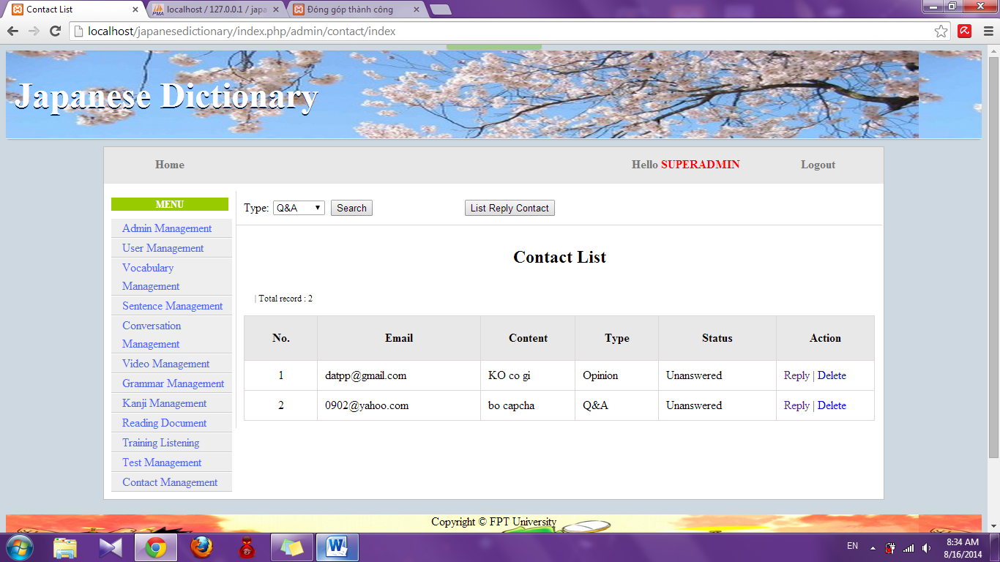 Contact List
localhost / 127.0.0.1 / japa
Đóng góp thành công
localhost/japanesedictionary/index.php/admin/contact/index
Japanese Dictionary
Home
Hello SUPERADMIN
Logout
MENU
Admin Management
User Management
Vocabulary
Management
Sentence Management
Conversation
Management
Video Management
Grammar Management
Kanji Management
Reading Document
Training Listening
Test Management
Contact Management
Type: Q&A Search List Reply Contact
Contact List
| Total record : 2
No. Email Content Type Status Action
1 datpp@gmail.com KO co gi Opinion Unanswered Reply | Delete
2 0902@yahoo.com bo capcha Q&A Unanswered Reply | Delete
Copyright © FPT University
EN
8:34 AM
8/16/2014